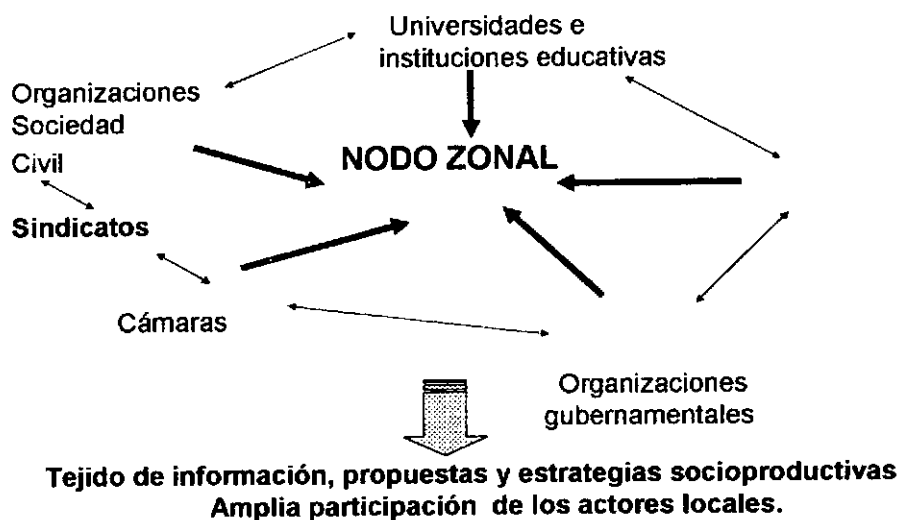 Universidades e
instituciones educativas
Organizaciones
Sociedad
Civil
NODO ZONAL
Sindicatos
Cámaras
Organizaciones
gubernamentales
Tejido de información, propuestas y estrategias socioproductivas
Amplia participación de los actores locales.